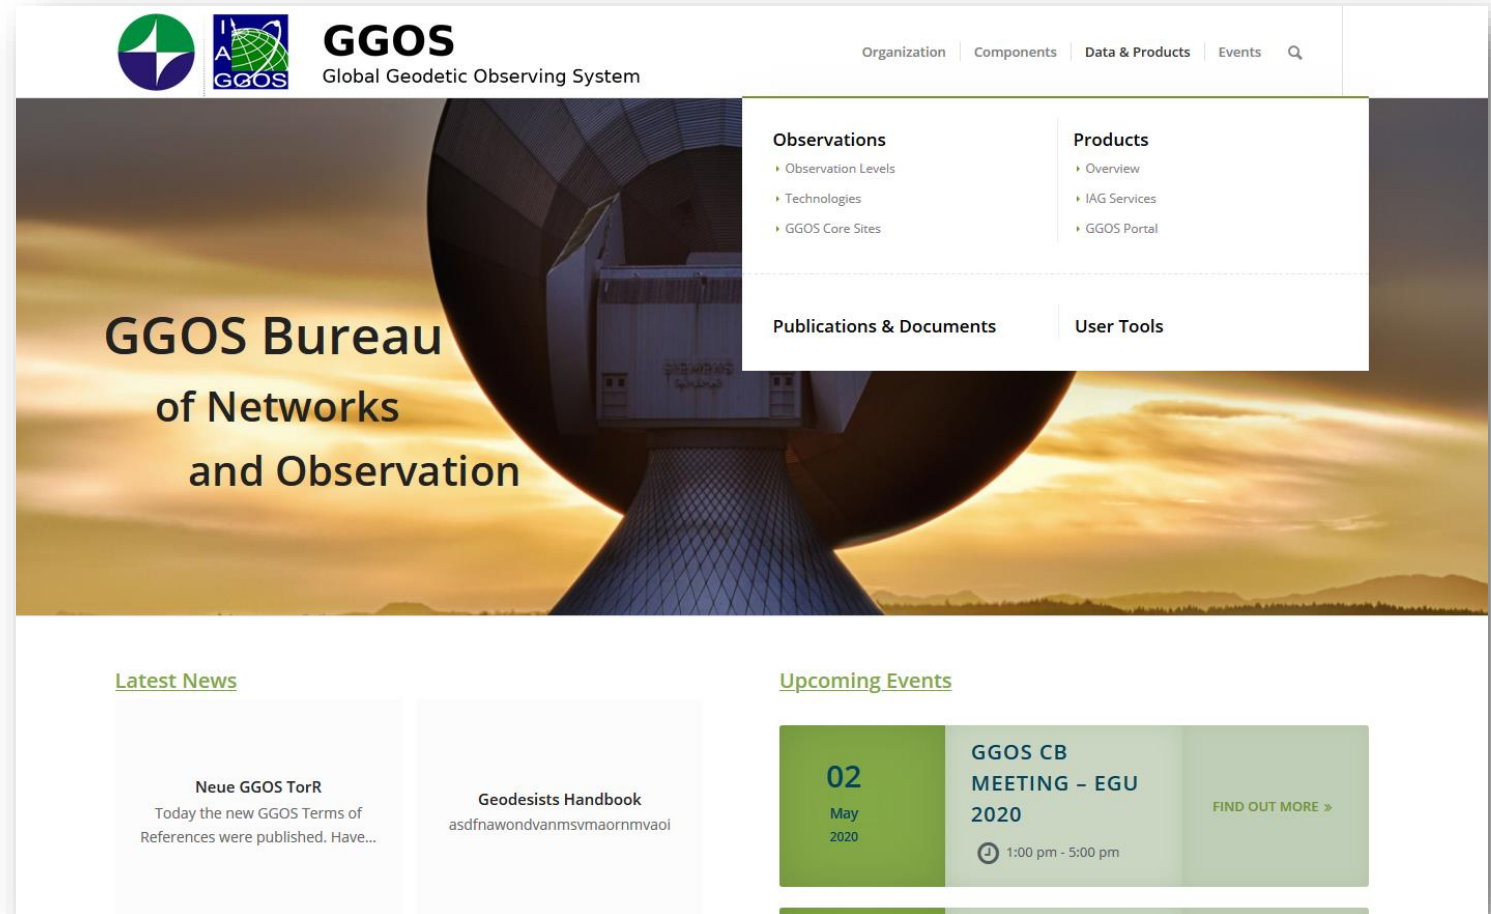 I
A
G
GGOS
GGOS
Global Geodetic Observing System
Organization
Components
Data & Products
Events
Observations
Observation Levels
Technologies
GGOS Core Sites
Products
Overview
IAG Services
GGOS Portal
Publications & Documents
User Tools
GGOS Bureau
of Networks
and Observation
SIEMENS
Latest News
Neue GGOS TorR
Today the new GGOS Terms of
References were published. Have...
Geodesists Handbook
asdfnawondvanmsvmaornmvaoi
Upcoming Events
02
May
2020
GGOS CB
MEETING – EGU
2020
1:00 pm - 5:00 pm
FIND OUT MORE »